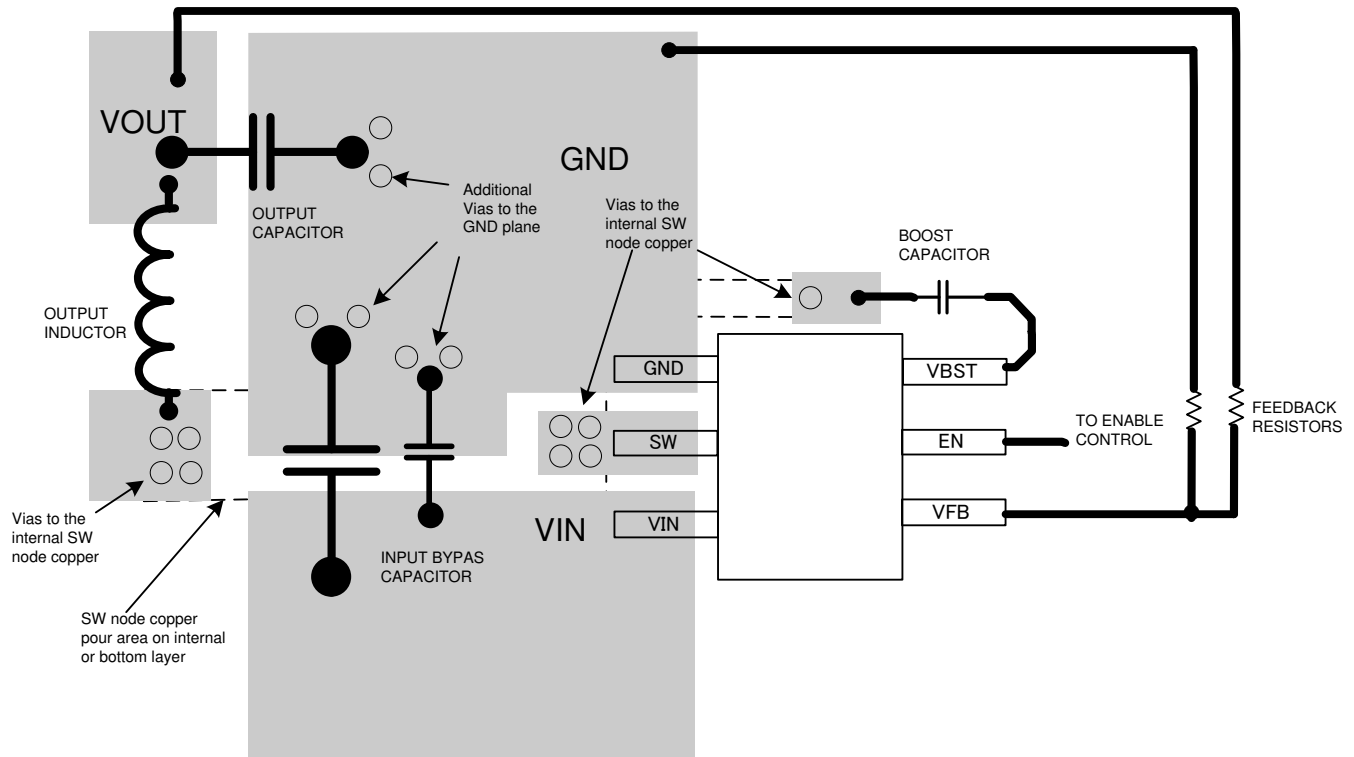 VOUT
GND
OUTPUT
CAPACITOR
Additional
Vias to the
GND plane
Vias to the
internal SW
node copper
BOOST
CAPACITOR
OUTPUT
INDUCTOR
GND
SW
VIN
VBST
EN
VFB
TO ENABLE
CONTROL
FEEDBACK
RESISTORS
VIN
INPUT BYPAS
CAPACITOR
Vias to the
internal SW
node copper
SW node copper
pour area on internal
or bottom layer